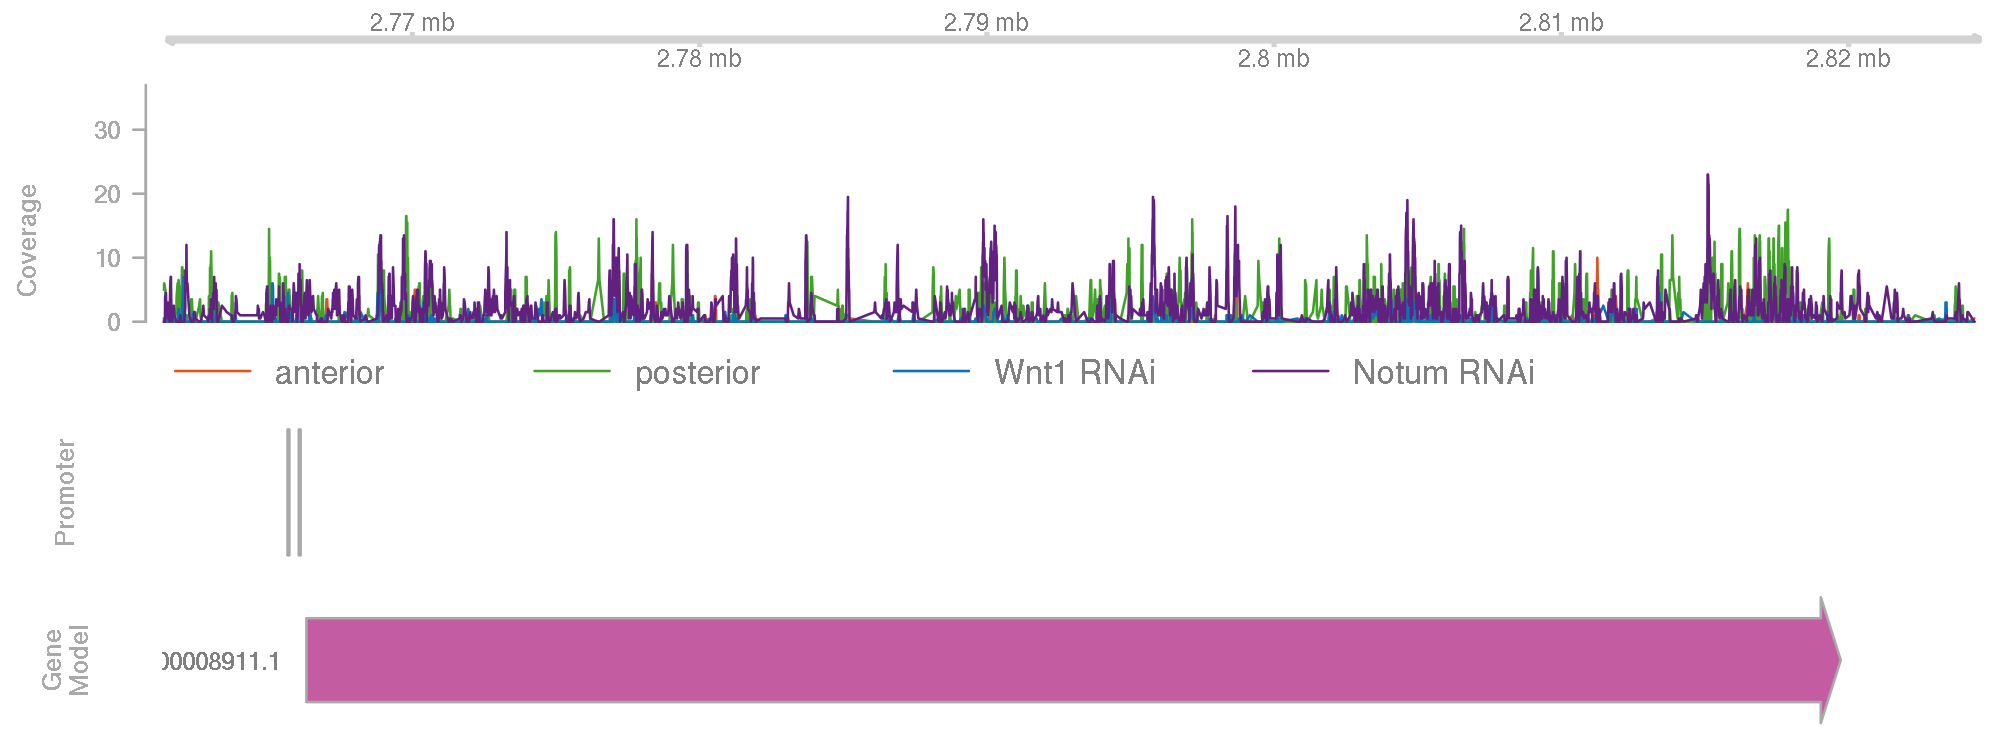 2.77 mb 2.79 mb 2.81 mb
2.78 mb 2.8 mb 2.82 mb
Coverage
30
20
10
0
anterior posterior Wnt1 RNAi Notum RNAi
Promoter
Gene
Model
00008911.1